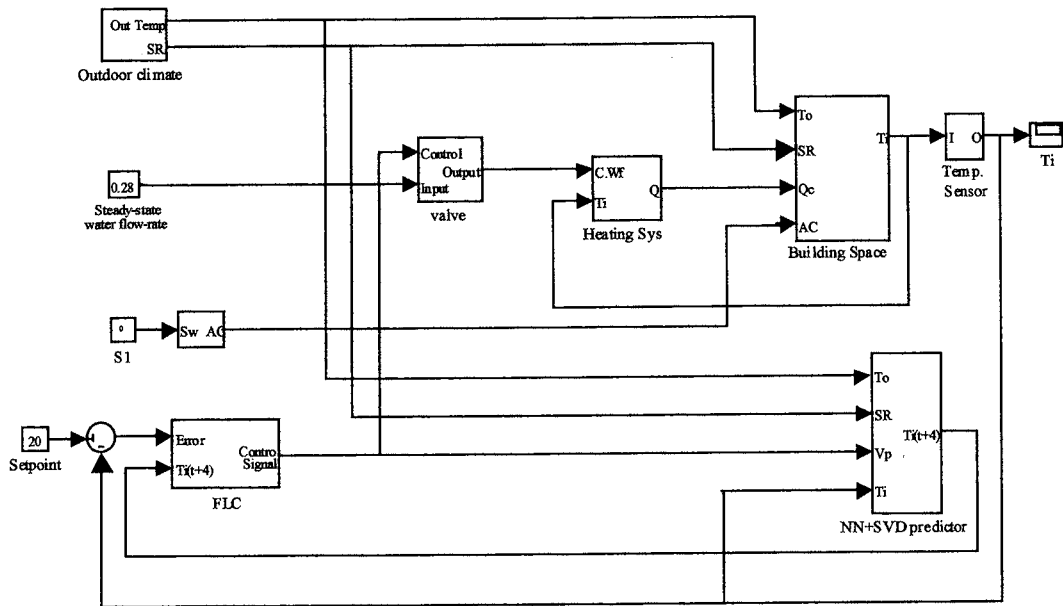 Out Temp
SR
Outdoor climate
To
SR
Qc
AC
Ti
Building Space
I
O
Temp.
Sensor
Ti
Control
Output
Input
valve
C.Wf
Q
Ti
Heating Sys
0.28
Steady-state
water flow-rate
0
S1
Sw
AC
To
SR
Vp
Ti
Ti(t+4)
NN+SVD predictor
20
Setpoint
-
Error
Ti(t+4)
Contro
Signal
FLC